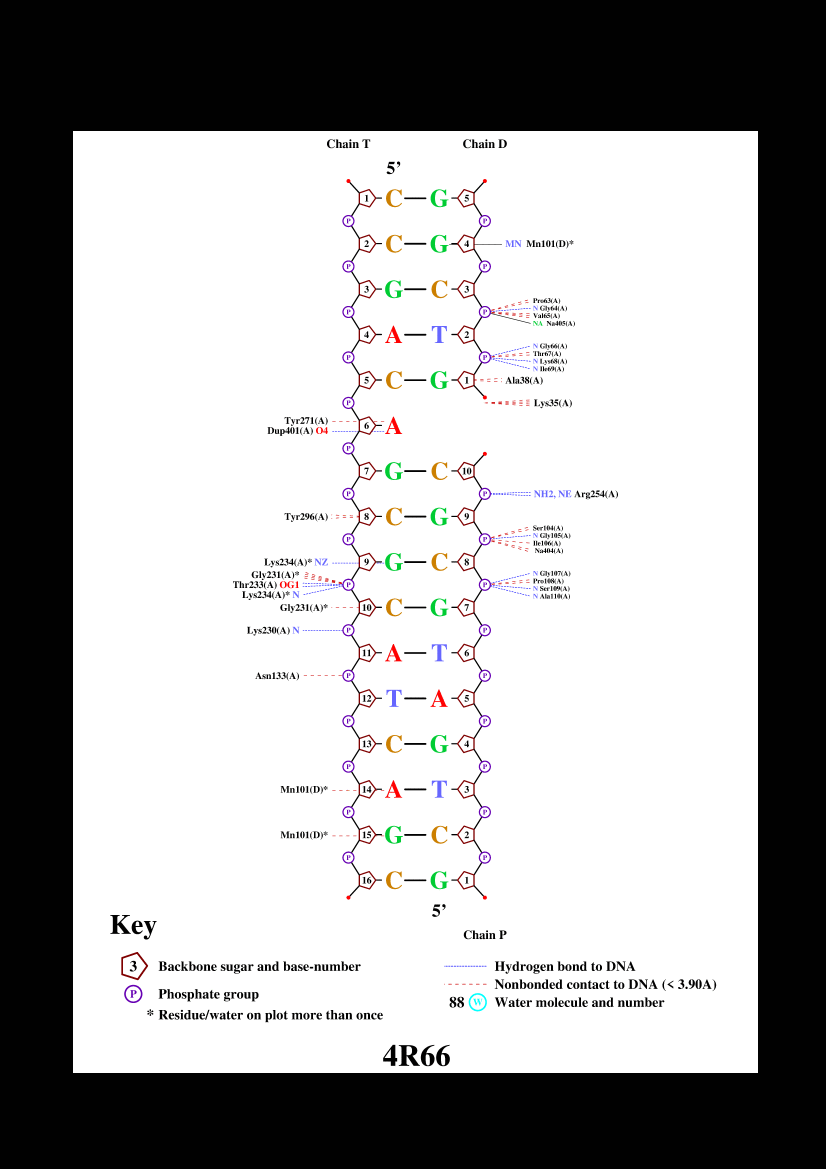 Chain T Chain D
5’
1 C G 5
P P
2 C G 4 MN Mn101(D)*
P P
3 G C 3
Pro63(A)
N Gly64(A)
P P
Val65(A)
NA Na405(A)
4 A T 2
N Gly66(A)
Thr67(A)
P P
N Lys68(A)
N Ile69(A)
5 C G 1 Ala38(A)
P Lys35(A)
Tyr271(A)
6 A
Dup401(A) O4
P
7 G C 10
P P NH2, NE Arg254(A)
Tyr296(A) 8 C G 9
Ser104(A)
N Gly105(A)
P P
Ile106(A)
Na404(A)
Lys234(A)* NZ 9 G C 8
Gly231(A)*
Thr233(A) OG1
Lys234(A)* N
P P
N Gly107(A)
Pro108(A)
N Ser109(A)
N Ala110(A)
Gly231(A)* 10 C G 7
Lys230(A) N P P
11 A T 6
Asn133(A) P P
12 T A 5
P P
13 C G 4
P P
Mn101(D)* 14 A T 3
P P
Mn101(D)* 15 G C 2
P P
16 C G 1
5’
Chain P
Key
3 Backbone sugar and base-number
P Phosphate group
* Residue/water on plot more than once
Hydrogen bond to DNA
Nonbonded contact to DNA (< 3.90A)
88 W Water molecule and number
4R66